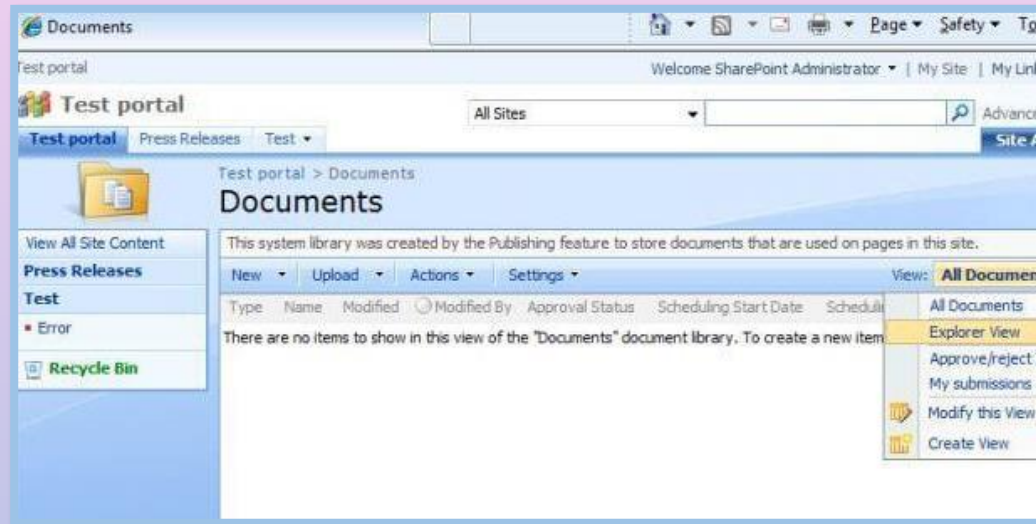 Documents
Page Safety To
Test portal
Welcome SharePoint Administrator | My Site | My Lin
Test portal
All Sites
Advance
Test portal Press Releases Test
Site A
Test portal > Documents
Documents
View All Site Content
This system library was created by the Publishing feature to store documents that are used on pages in this site.
Press Releases
New Upload Actions Settings View: All Documen
Test
Type Name Modified Modified By Approval Status Scheduling Start Date Scheduli
All Documents
Error
There are no items to show in this view of the "Documents" document library. To create a new item
Explorer View
Recycle Bin
Approve/reject
My submissions
Modify this View
Create View